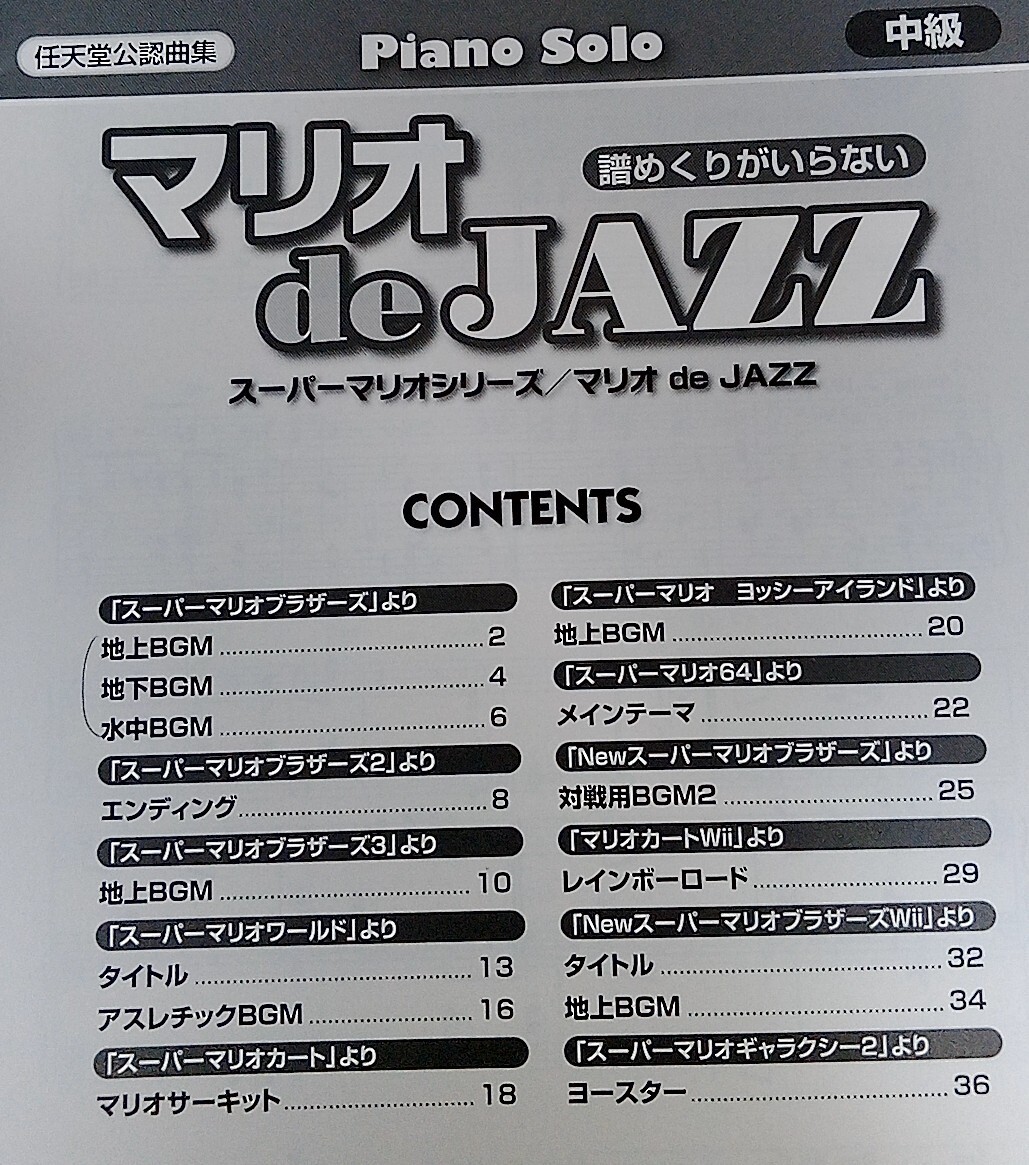 任天堂公認曲集
Piano Solo
中級
マリオ
譜めくりがいらない
de JAZZ
スーパーマリオシリーズ／マリオ de JAZZ
CONTENTS
「スーパーマリオブラザーズ」より
地上BGM ........ 2
地下BGM ........ 4
水中BGM ........ 6
「スーパーマリオブラザーズ2」より
エンディング ........ 8
「スーパーマリオブラザーズ3」より
地上BGM ........ 10
「スーパーマリオワールド」より
タイトル ........ 13
アスレチックBGM ........ 16
「スーパーマリオカート」より
マリオサーキット ........ 18
「スーパーマリオ　ヨッシーアイランド」より
地上BGM ........ 20
「スーパーマリオ64」より
メインテーマ ........ 22
「Newスーパーマリオブラザーズ」より
対戦用BGM2 ........ 25
「マリオカートWii」より
レインボーロード ........ 29
「NewスーパーマリオブラザーズWii」より
タイトル ........ 32
地上BGM ........ 34
「スーパーマリオギャラクシー2」より
ヨースター ........ 36